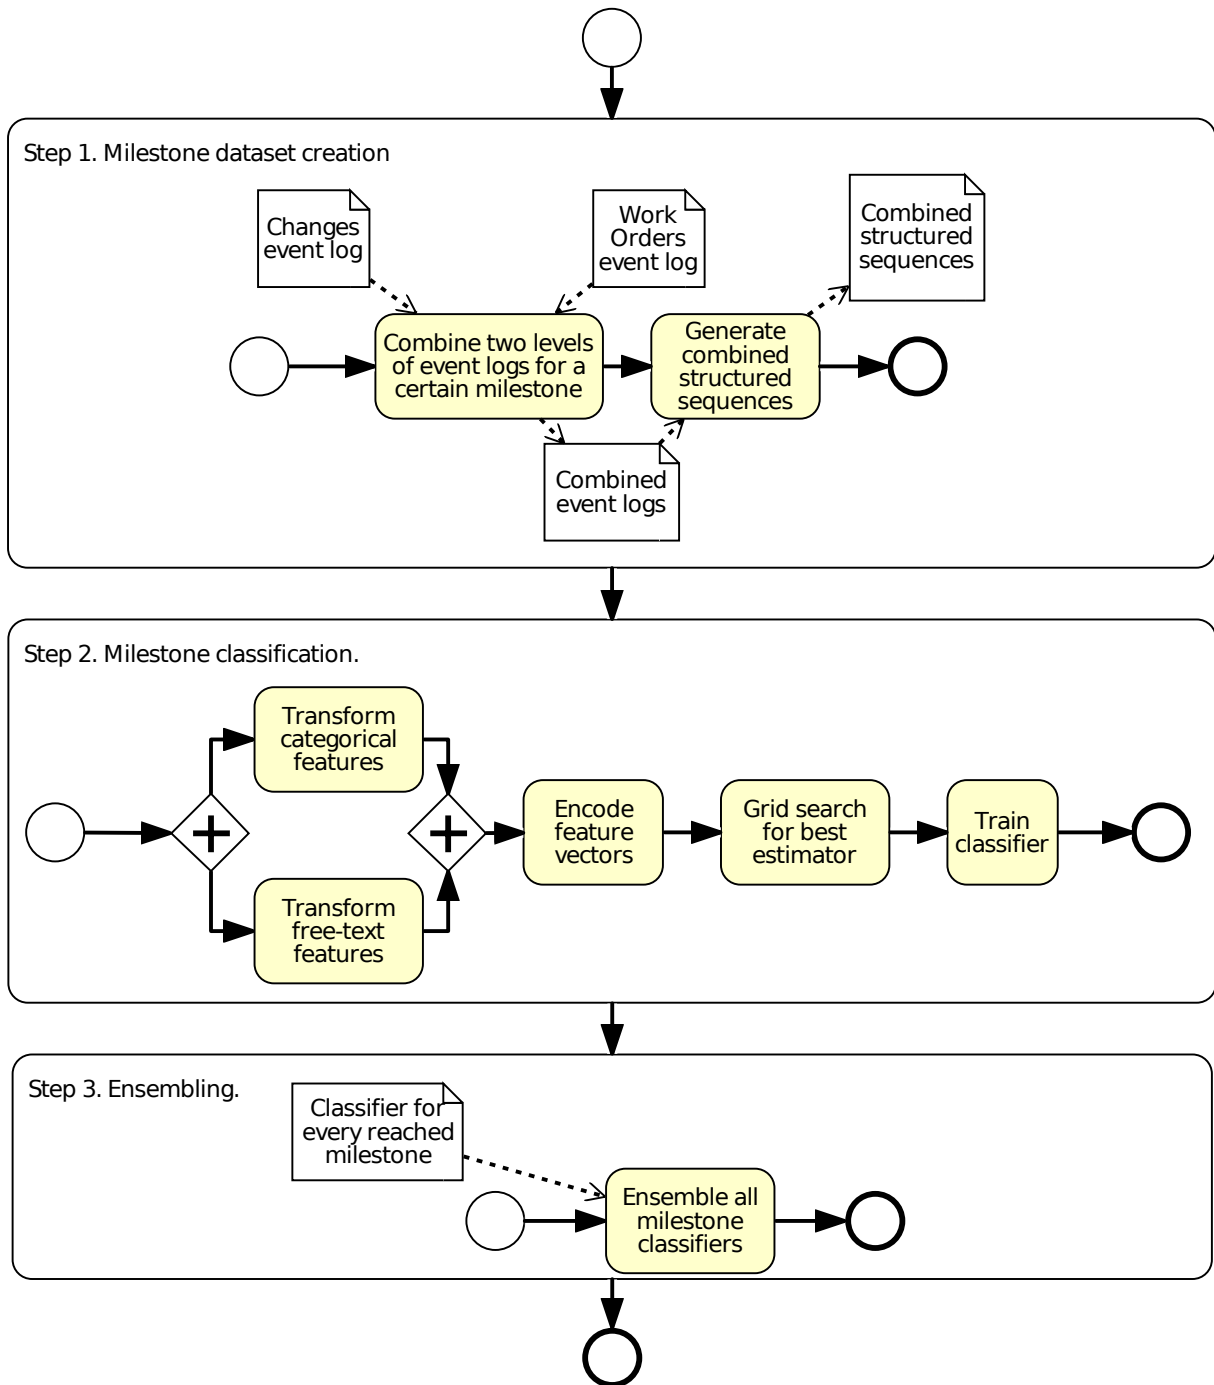 Step 1. Milestone dataset creation
Changes
event log
Work
Orders
event log
Combined
structured
sequences
Combine two levels
of event logs for a
certain milestone
Generate
combined
structured
sequences
Combined
event logs
Step 2. Milestone classification.
Transform
categorical
features
Transform
free-text
features
Encode
feature
vectors
Grid search
for best
estimator
Train
classifier
Step 3. Ensembling.
Classifier for
every reached
milestone
Ensemble all
milestone
classifiers